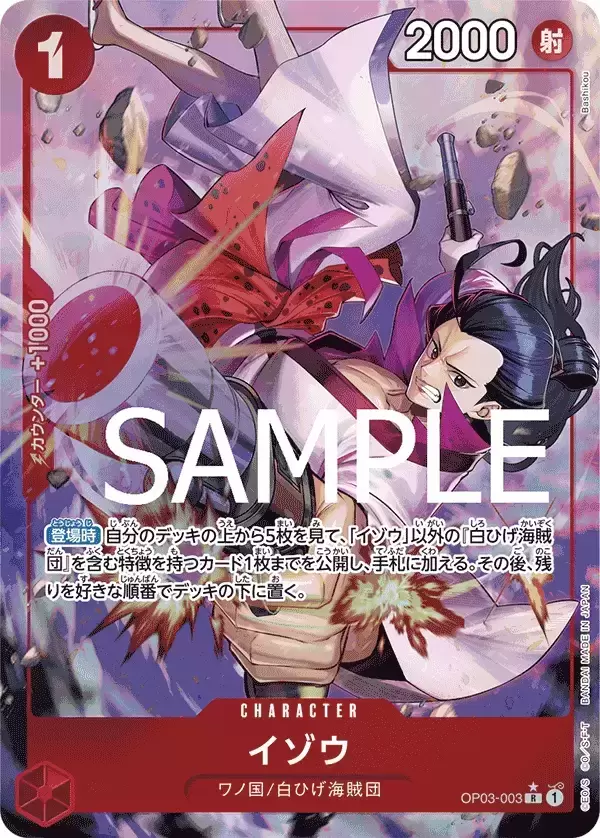 1
2000
射
Bashikou
カウンター +1000
SAMPLE
登場時 自分のデッキの上から5枚を見て、「イゾウ」以外の『白ひげ海賊
団』を含む特徴を持つカード1枚までを公開し、手札に加える。その後、残
りを好きな順番でデッキの下に置く。
CHARACTER
イゾウ
ワノ国/白ひげ海賊団
OP03-003 R 1
©EO/S ©O/S・F・T BANDAI MADE IN JAPAN